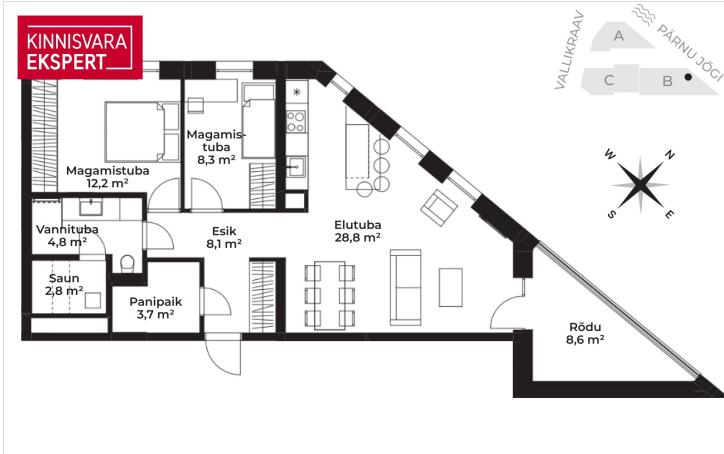 KINNISVARA
EKSPERT
A
VALLIKRAAV
PÄRNU JÕGI
C
B
Magamis-
tuba
8,3 m²
Magamistuba
12,2 m²
W
N
S
E
Vannituba
4,8 m²
Esik
8,1 m²
Elutuba
28,8 m²
Saun
2,8 m²
Panipaik
3,7 m²
Rõdu
8,6 m²